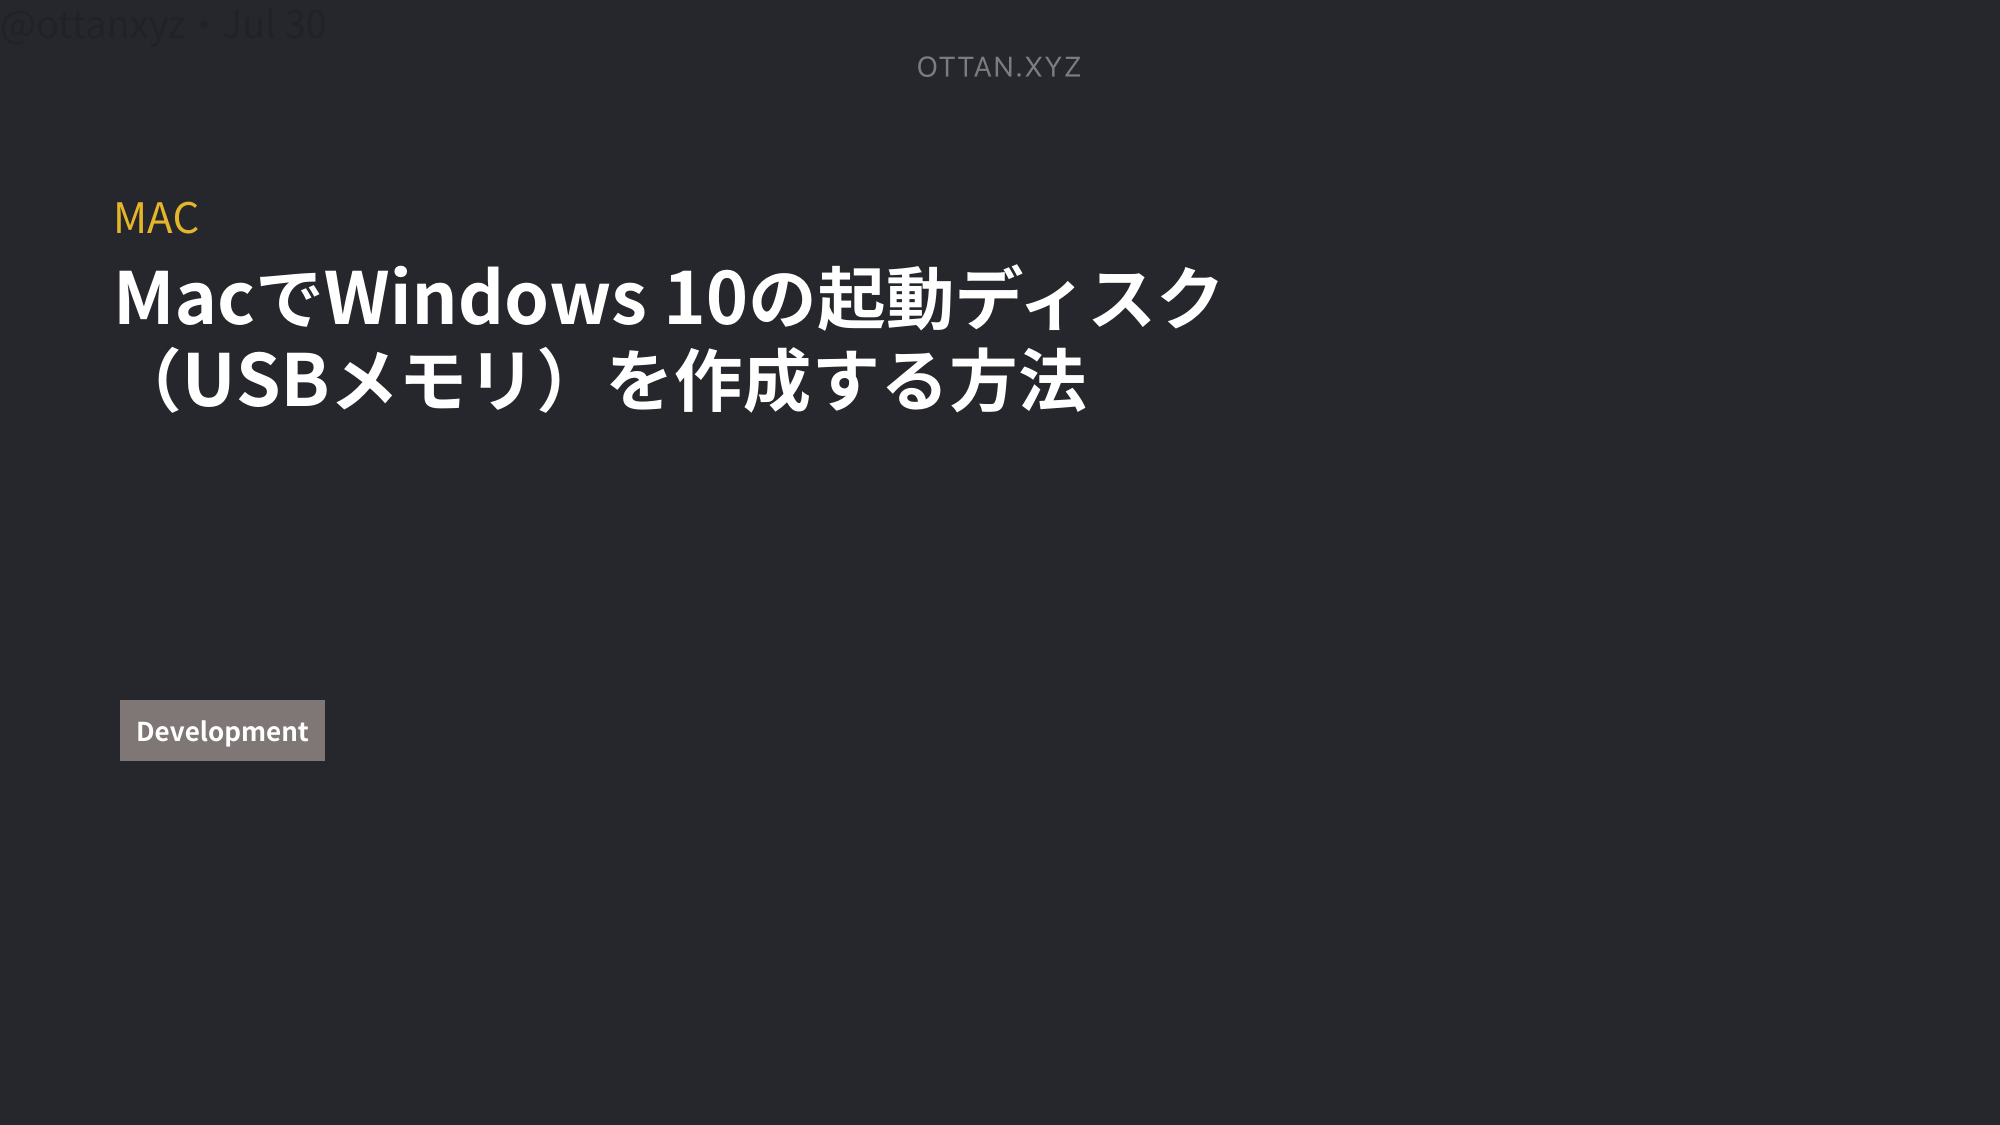 @ottanxyz・Jul 30
OTTAN.XYZ
MAC
MacでWindows 10の起動ディスク
（USBメモリ）を作成する方法
Development